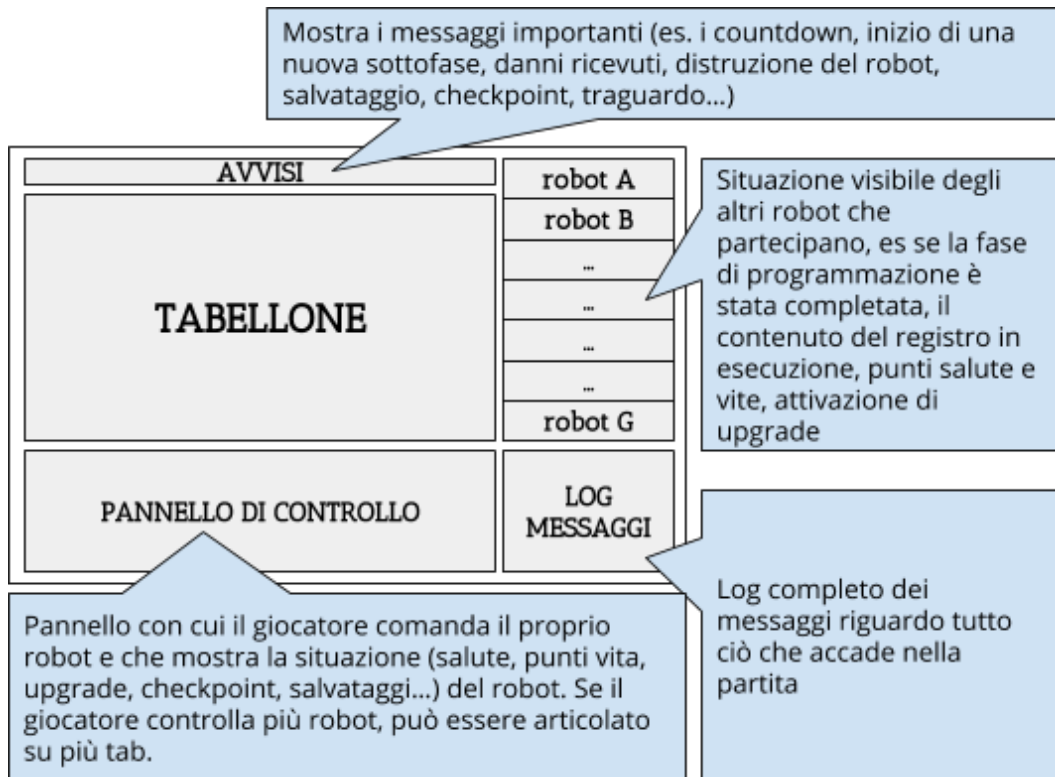 Mostra i messaggi importanti (es. i countdown, inizio di una
nuova sottofase, danni ricevuti, distruzione del robot,
salvataggio, checkpoint, traguardo...)
AVVISI
TABELLONE
robot A
robot B
...
...
...
...
robot G
Situazione visibile degli
altri robot che
partecipano, es se la fase
di programmazione è
stata completata, il
contenuto del registro in
esecuzione, punti salute e
vite, attivazione di
upgrade
PANNELLO DI CONTROLLO
LOG
MESSAGGI
Log completo dei
messaggi riguardo tutto
ciò che accade nella
partita
Pannello con cui il giocatore comanda il proprio
robot e che mostra la situazione (salute, punti vita,
upgrade, checkpoint, salvataggi...) del robot. Se il
giocatore controlla più robot, può essere articolato
su più tab.